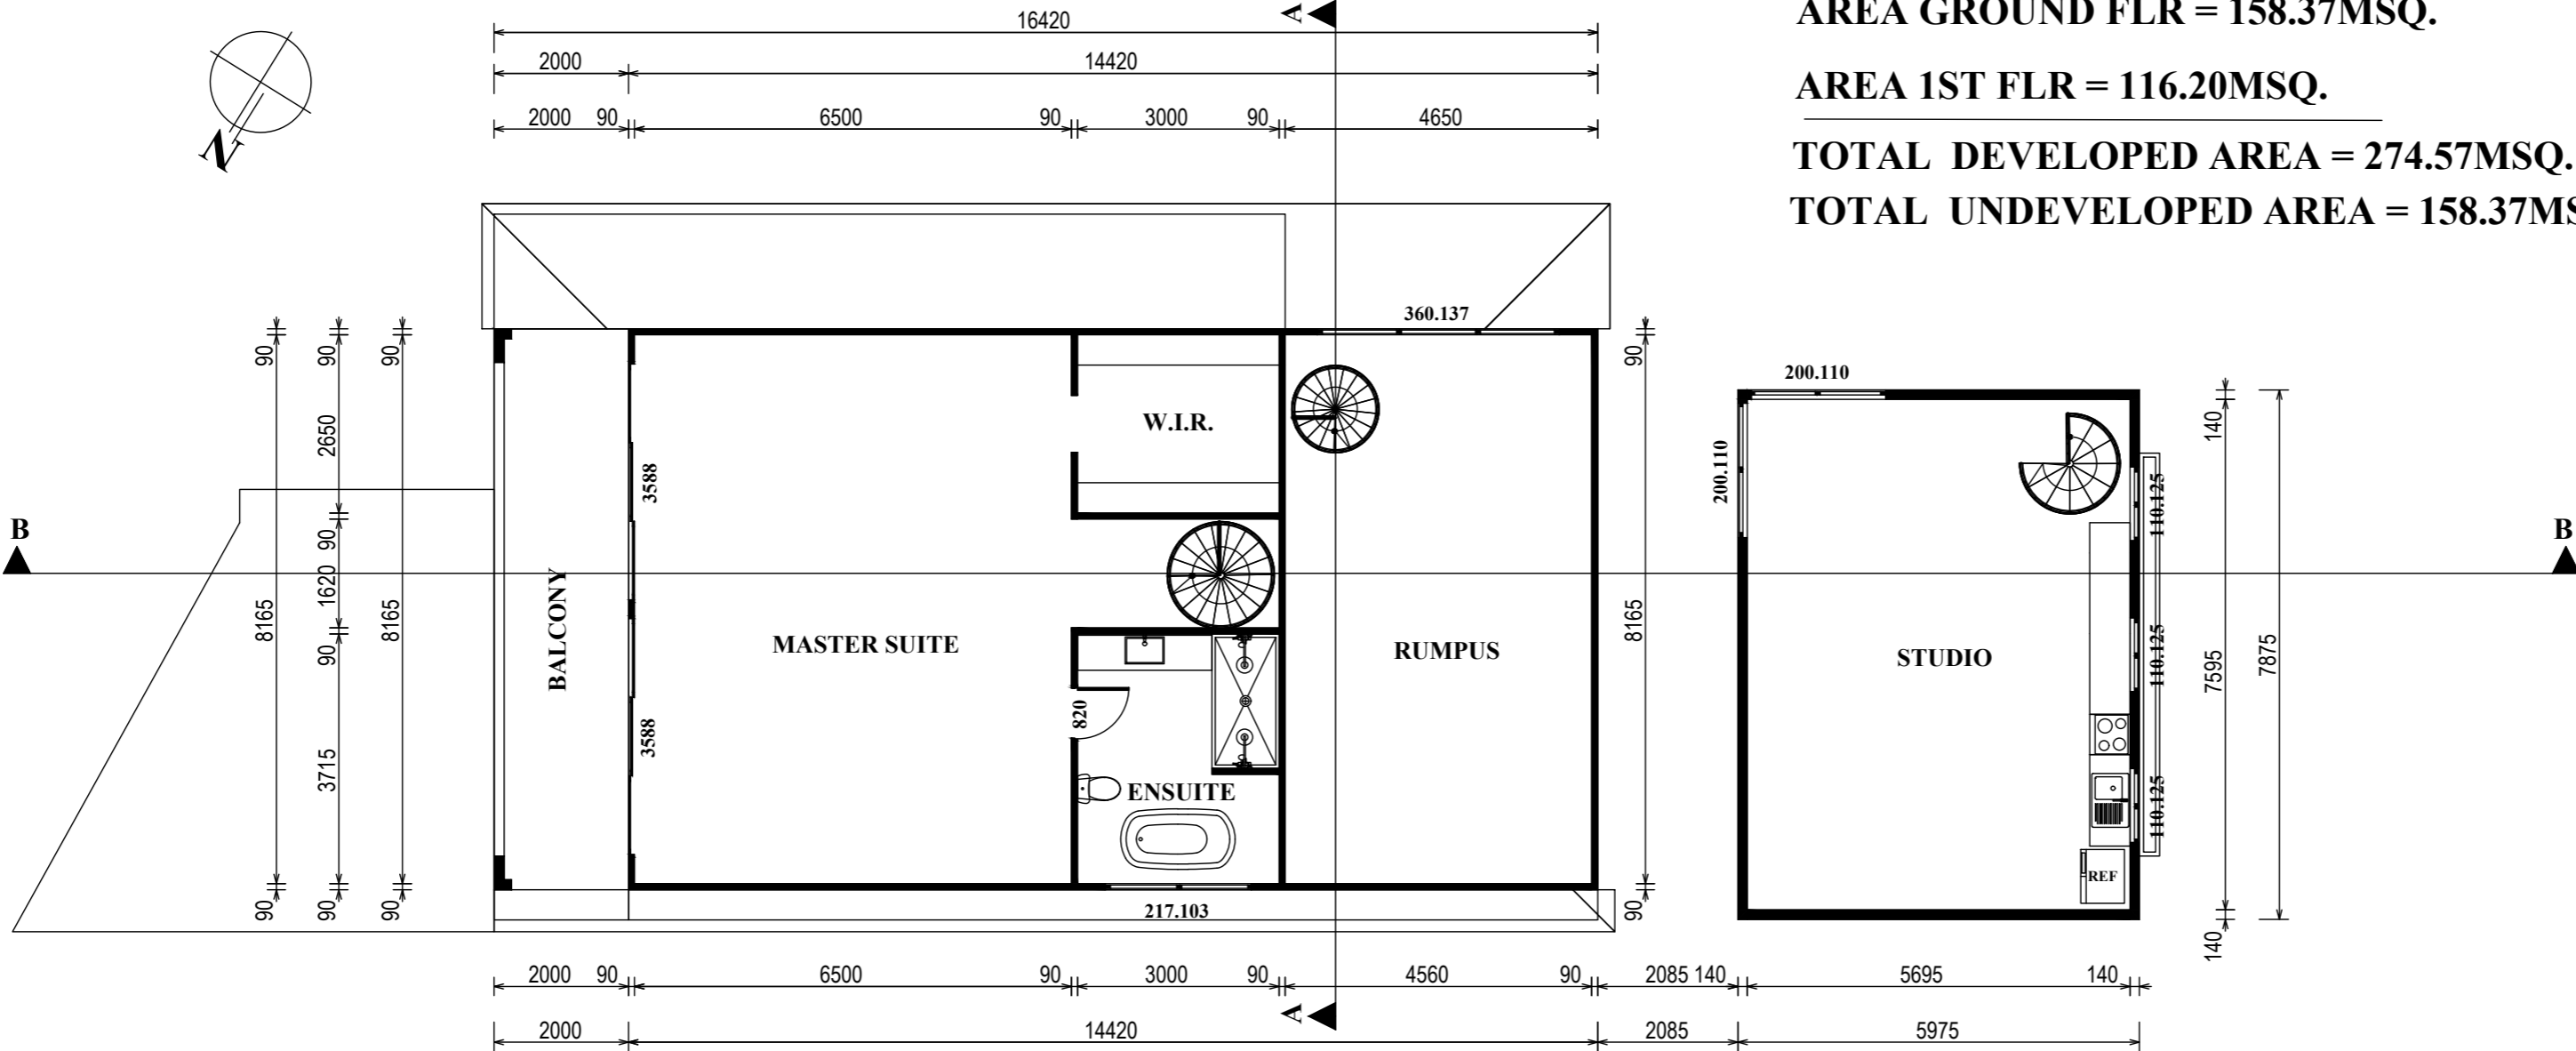 AREA GROUND FLR = 158.37MSQ.
AREA 1ST FLR = 116.20MSQ.
TOTAL DEVELOPED AREA = 274.57MSQ.
TOTAL UNDEVELOPED AREA = 158.37MS
N
A
16420
2000 14420
2000 90 6500 90 3000 90 4650
360.137
200.110
90 90 90 90 140
2650
W.I.R.
3588
200.110
110.125
B
B
90
1620
8165 8165 8165
90
BALCONY
MASTER SUITE
RUMPUS
STUDIO
110.125
7595 7875
820
3588
3715
ENSUITE
110.125
REF
90 90 90 90 140
217.103
2000 90 6500 90 3000 90 4560 90 2085 140 5695 140
A
2000 14420 2085 5975